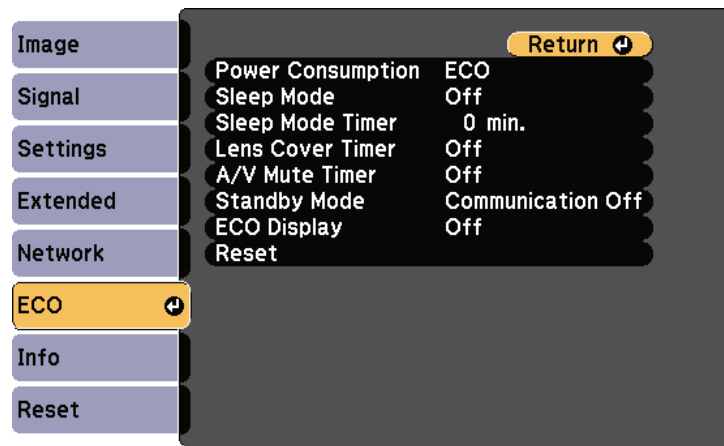 Image
Signal
Settings
Extended
Network
ECO
Info
Reset
Return
Power Consumption ECO
Sleep Mode Off
Sleep Mode Timer 0 min.
Lens Cover Timer Off
A/V Mute Timer Off
Standby Mode Communication Off
ECO Display Off
Reset